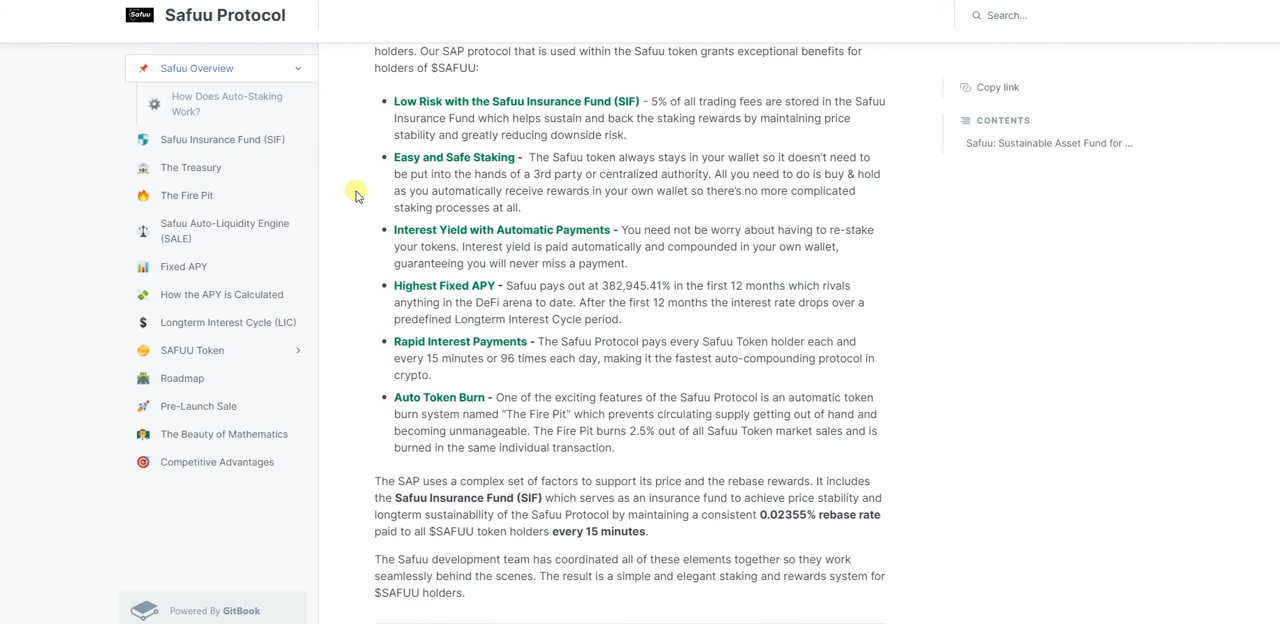 Safuu
Safuu Protocol
Search...
Safuu Overview
How Does Auto-Staking
Work?
Safuu Insurance Fund (SIF)
The Treasury
The Fire Pit
Safuu Auto-Liquidity Engine
(SALE)
Fixed APY
How the APY is Calculated
Longterm Interest Cycle (LIC)
SAFUU Token
Roadmap
Pre-Launch Sale
The Beauty of Mathematics
Competitive Advantages
Powered By GitBook
holders. Our SAP protocol that is used within the Safuu token grants exceptional benefits for
holders of $SAFUU:
• Low Risk with the Safuu Insurance Fund (SIF) - 5% of all trading fees are stored in the Safuu
Insurance Fund which helps sustain and back the staking rewards by maintaining price
stability and greatly reducing downside risk.
• Easy and Safe Staking - The Safuu token always stays in your wallet so it doesn't need to
be put into the hands of a 3rd party or centralized authority. All you need to do is buy & hold
as you automatically receive rewards in your own wallet so there's no more complicated
staking processes at all.
• Interest Yield with Automatic Payments - You need not be worry about having to re-stake
your tokens. Interest yield is paid automatically and compounded in your own wallet,
guaranteeing you will never miss a payment.
• Highest Fixed APY - Safuu pays out at 382,945.41% in the first 12 months which rivals
anything in the DeFi arena to date. After the first 12 months the interest rate drops over a
predefined Longterm Interest Cycle period.
• Rapid Interest Payments - The Safuu Protocol pays every Safuu Token holder each and
every 15 minutes or 96 times each day, making it the fastest auto-compounding protocol in
crypto.
• Auto Token Burn - One of the exciting features of the Safuu Protocol is an automatic token
burn system named "The Fire Pit" which prevents circulating supply getting out of hand and
becoming unmanageable. The Fire Pit burns 2.5% out of all Safuu Token market sales and is
burned in the same individual transaction.
The SAP uses a complex set of factors to support its price and the rebase rewards. It includes
the Safuu Insurance Fund (SIF) which serves as an insurance fund to achieve price stability and
longterm sustainability of the Safuu Protocol by maintaining a consistent 0.02355% rebase rate
paid to all $SAFUU token holders every 15 minutes.
The Safuu development team has coordinated all of these elements together so they work
seamlessly behind the scenes. The result is a simple and elegant staking and rewards system for
$SAFUU holders.
Copy link
CONTENTS
Safuu: Sustainable Asset Fund for ...